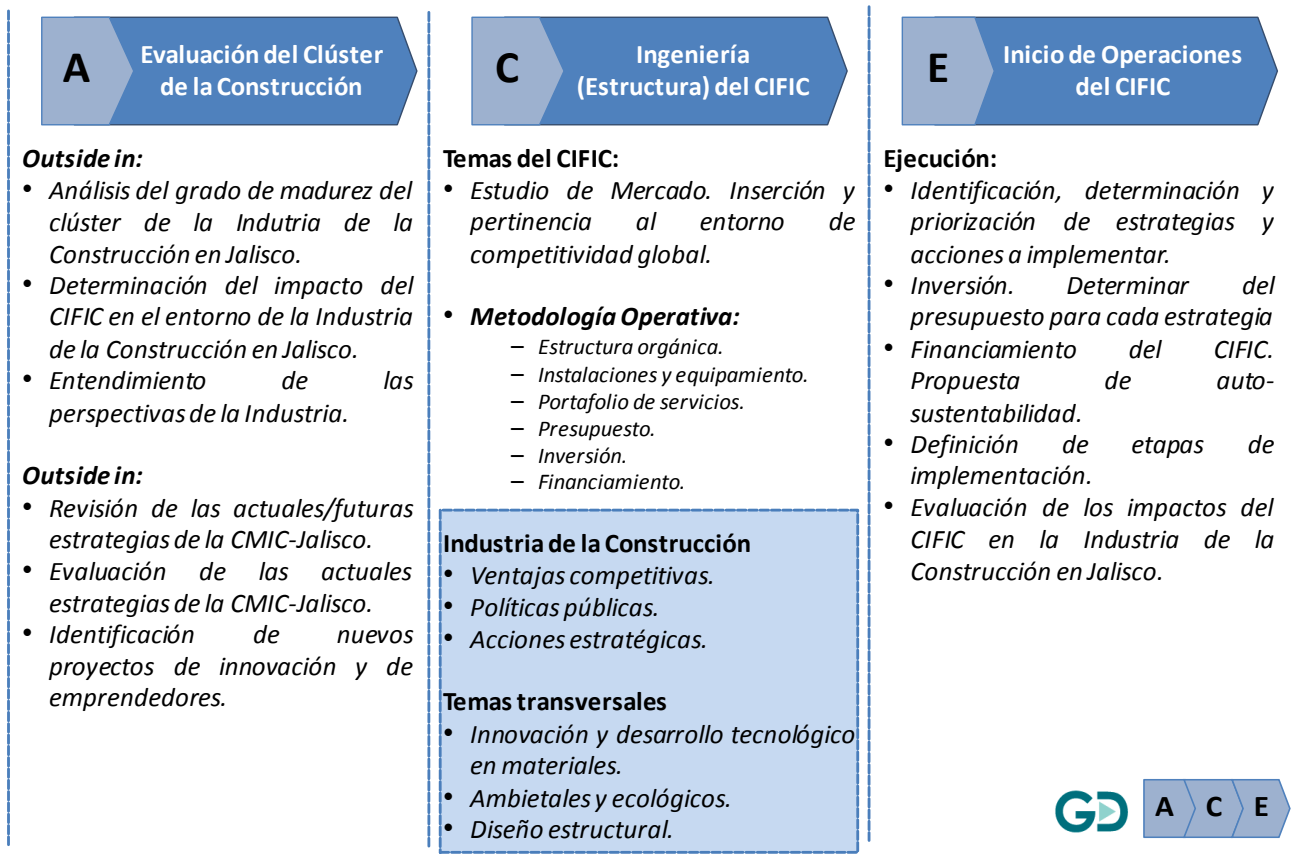 A
Evaluación del Clúster
de la Construcción
Outside in:
• Análisis del grado de madurez del
clúster de la Indutria de la
Construcción en Jalisco.
• Determinación del impacto del
CIFIC en el entorno de la Industria
de la Construcción en Jalisco.
• Entendimiento de las
perspectivas de la Industria.
Outside in:
• Revisión de las actuales/futuras
estrategias de la CMIC-Jalisco.
• Evaluación de las actuales
estrategias de la CMIC-Jalisco.
• Identificación de nuevos
proyectos de innovación y de
emprendedores.
C
Ingeniería
(Estructura) del CIFIC
Temas del CIFIC:
• Estudio de Mercado. Inserción y
pertinencia al entorno de
competitividad global.
• Metodología Operativa:
– Estructura orgánica.
– Instalaciones y equipamiento.
– Portafolio de servicios.
– Presupuesto.
– Inversión.
– Financiamiento.
Industria de la Construcción
• Ventajas competitivas.
• Políticas públicas.
• Acciones estratégicas.
Temas transversales
• Innovación y desarrollo tecnológico
en materiales.
• Ambietales y ecológicos.
• Diseño estructural.
E
Inicio de Operaciones
del CIFIC
Ejecución:
• Identificación, determinación y
priorización de estrategias y
acciones a implementar.
• Inversión. Determinar del
presupuesto para cada estrategia
• Financiamiento del CIFIC.
Propuesta de auto-
sustentabilidad.
• Definición de etapas de
implementación.
• Evaluación de los impactos del
CIFIC en la Industria de la
Construcción en Jalisco.
GD
A C E